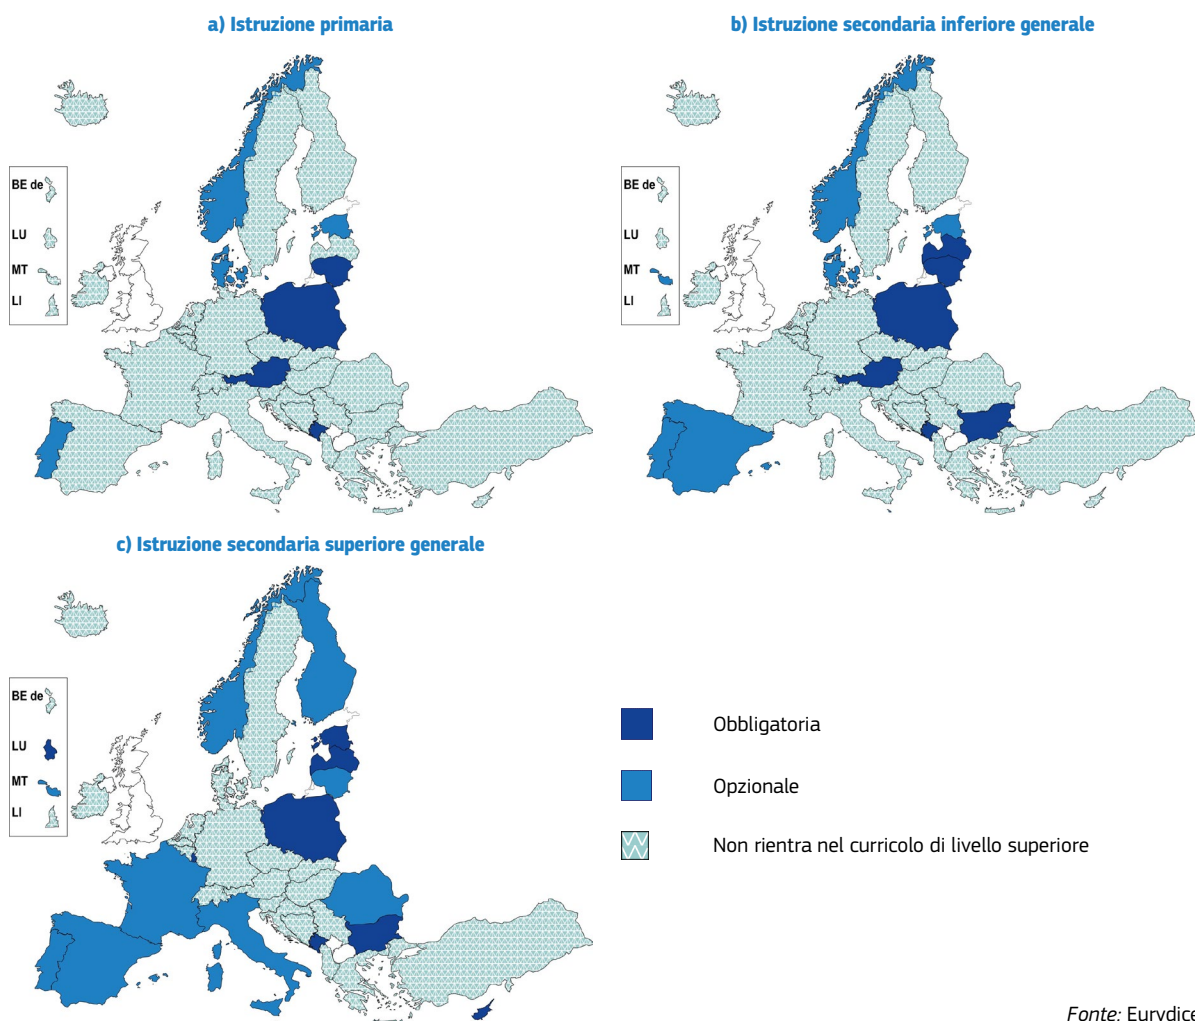 a) Istruzione primaria
b) Istruzione secondaria inferiore generale
BE de
LU
MT
LI
BE de
LU
MT
LI
c) Istruzione secondaria superiore generale
BE de
LU
MT
LI
Obbligatoria
Opzionale
Non rientra nel curricolo di livello superiore
Fonte: Eurydice